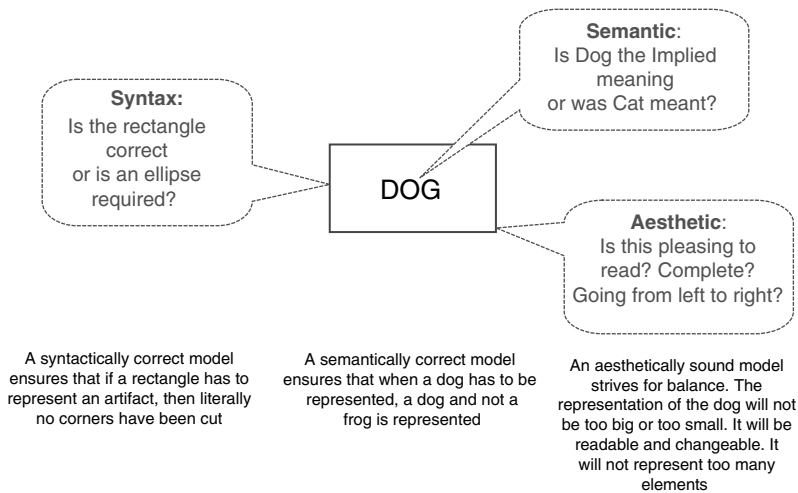 Syntax:
Is the rectangle
correct
or is an ellipse
required?
Semantic:
Is Dog the Implied
meaning
or was Cat meant?
DOG
Aesthetic:
Is this pleasing to
read? Complete?
Going from left to right?
A syntactically correct model
ensures that if a rectangle has to
represent an artifact, then literally
no corners have been cut
A semantically correct model
ensures that when a dog has to be
represented, a dog and not a
frog is represented
An aesthetically sound model
strives for balance. The
representation of the dog will not
be too big or too small. It will be
readable and changeable. It
will not represent too many
elements